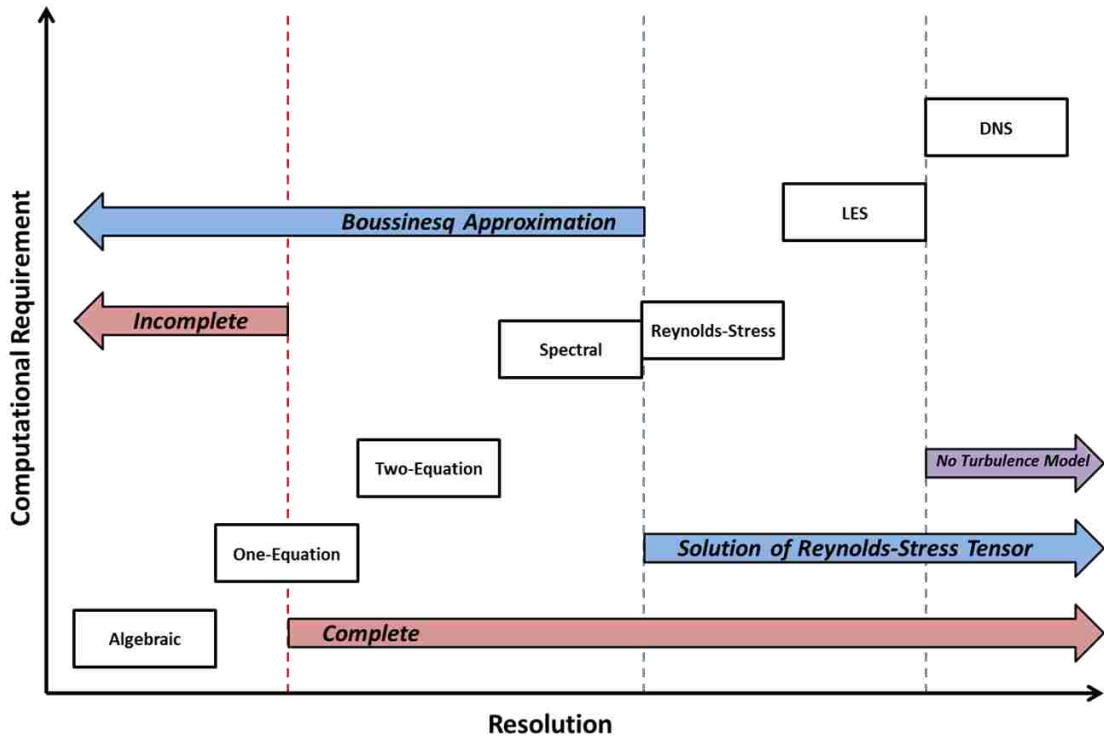 DNS
LES
Boussinesq Approximation
Incomplete
Reynolds-Stress
Spectral
Two-Equation
No Turbulence Model
One-Equation
Solution of Reynolds-Stress Tensor
Algebraic
Complete
Computational Requirement
Resolution